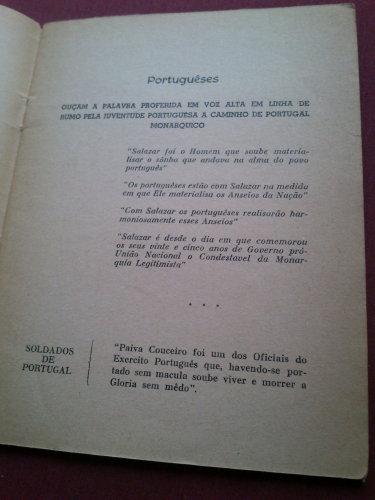 Portuguêses
OUÇAM A PALAVRA PROFERIDA EM VOZ ALTA EM LINHA DE
RUMO PELA JUVENTUDE PORTUGUESA A CAMINHO DE PORTUGAL
MONARQUICO
"Salazar foi o Homem que soube materia-
lisar o sônho que andava na alma do povo
português"
"Os portuguêses estão com Salazar na medida
em que Ele materialisa os Anseios da Nação"
"Com Salazar os portuguêses realisarão har-
moniosamente esses Anseios"
"Salazar é desde o dia em que comemorou
os seus vinte e cinco anos de Governo pró-
União Nacional o Condestavel da Monar-
quia Legitimista"
. . .
SOLDADOS
DE
PORTUGAL
"Paiva Couceiro foi um dos Oficiais do
Exercito Português que, havendo-se por-
tado sem macula soube viver e morrer a
Gloria sem mêdo".